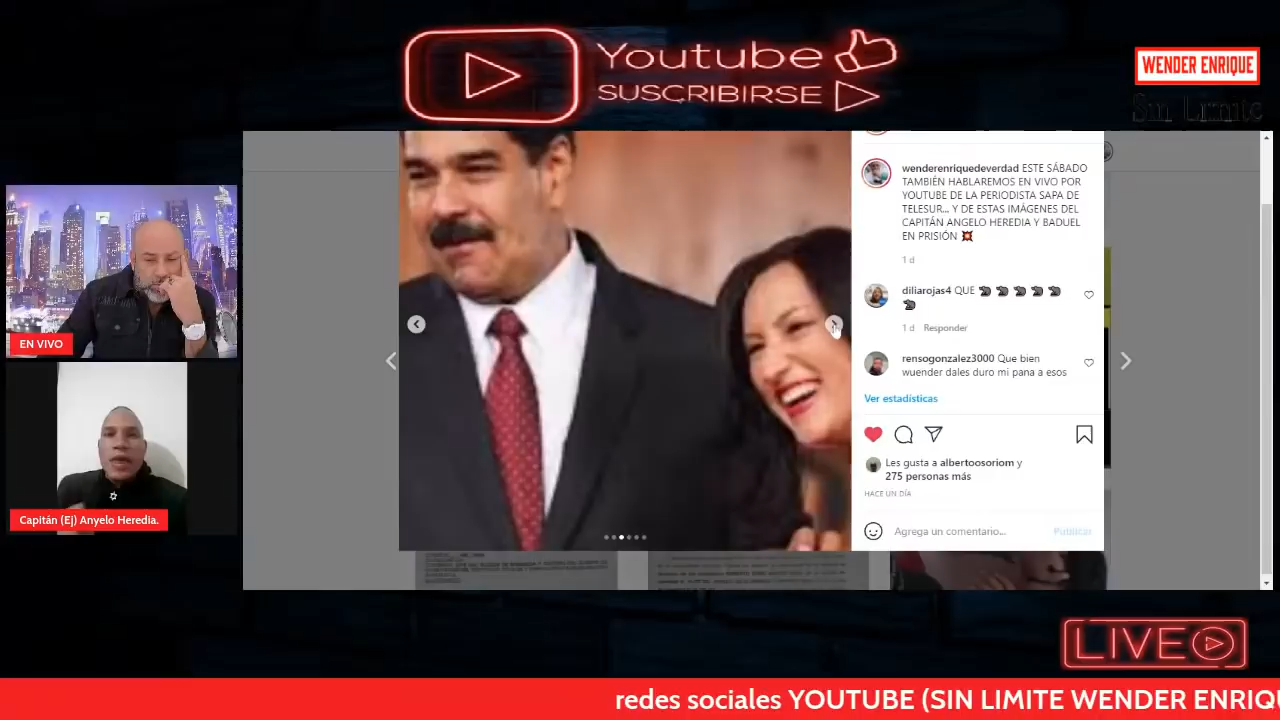 Youtube
SUSCRIBIRSE
WENDER ENRIQUE
Sin Limite
wenderenriquedeverdad ESTE SÁBADO
TAMBIÉN HABLAREMOS EN VIVO POR
YOUTUBE DE LA PERIODISTA SAPA DE
TELESUR... Y DE ESTAS IMÁGENES DEL
CAPITÁN ANGELO HEREDIA Y BADUEL
EN PRISIÓN 💥
1 d
diliarojas4 QUE
1 d Responder
rensogonzalez3000 Que bien
wuender dales duro mi pana a esos
Ver estadísticas
Les gusta a albertoosoriom y
275 personas más
HACE UN DÍA
Agrega un comentario...
Publicar
EN VIVO
Capitán (Ej) Anyelo Heredia.
LIVE
redes sociales YOUTUBE (SIN LIMITE WENDER ENRIQU